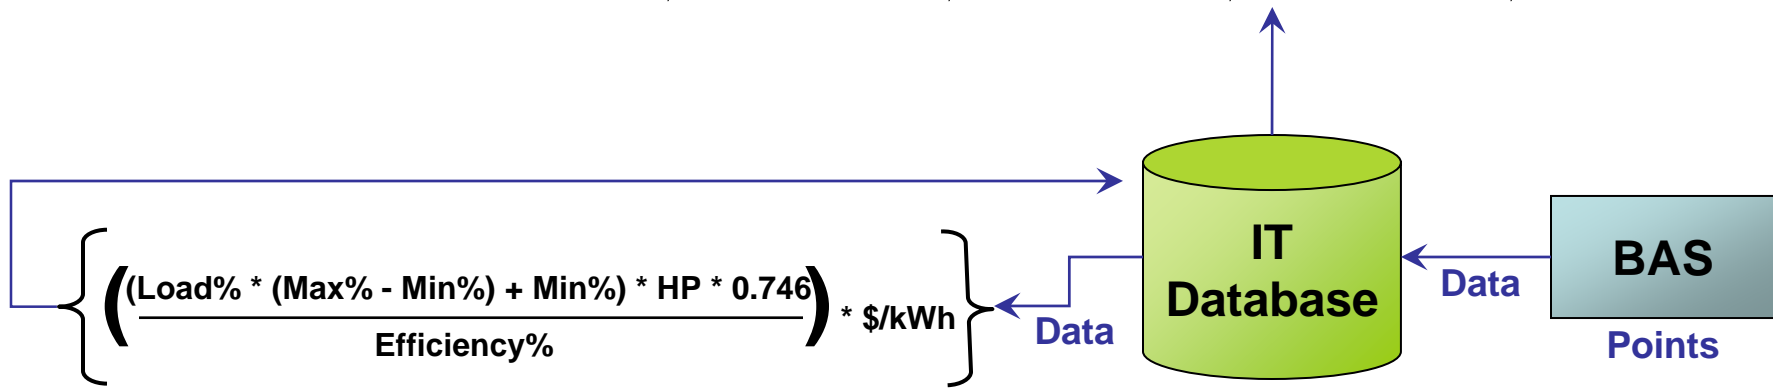 IT
Database
BAS
(
(Load% * (Max% - Min%) + Min%) * HP * 0.746
)
* $/kWh
Efficiency%
Data
Data
Points